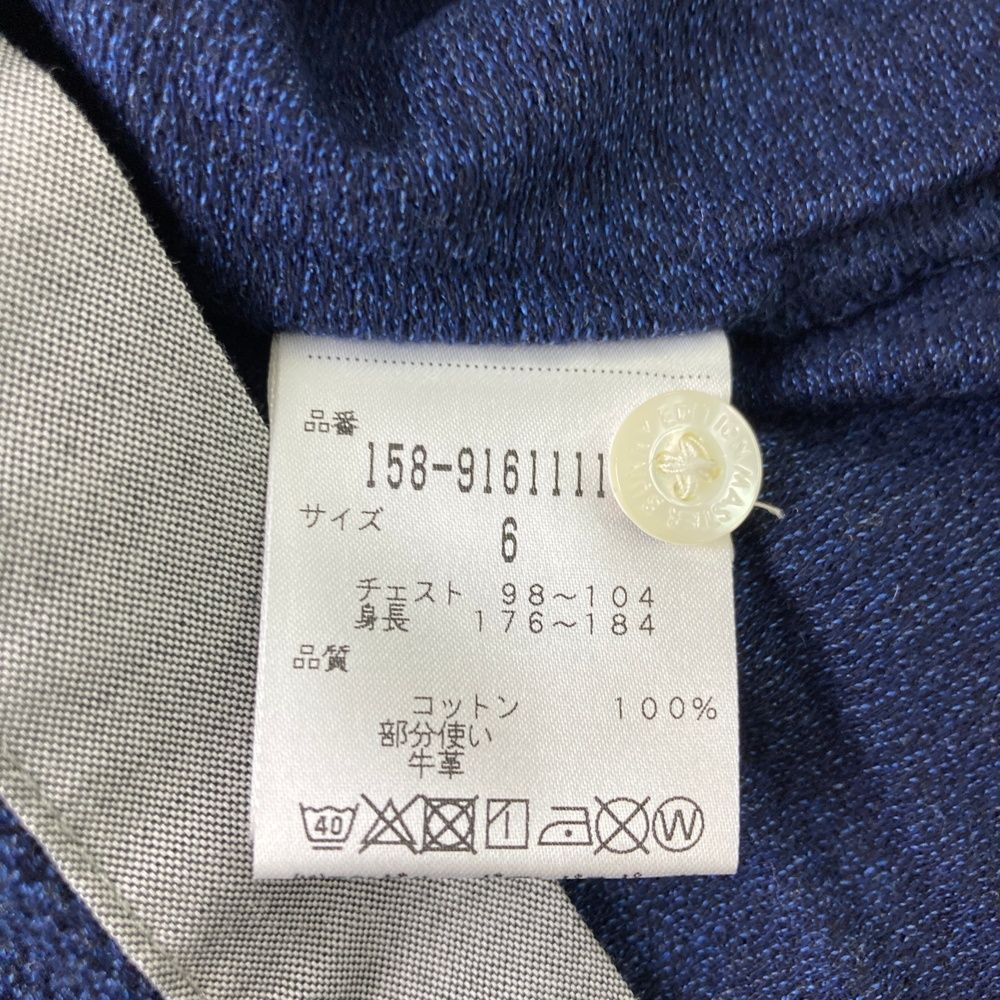 品番
158-9161111
サイズ
6
チェスト 98～104
身長 176～184
品質
コットン 100%
部分使い
牛革
40
W